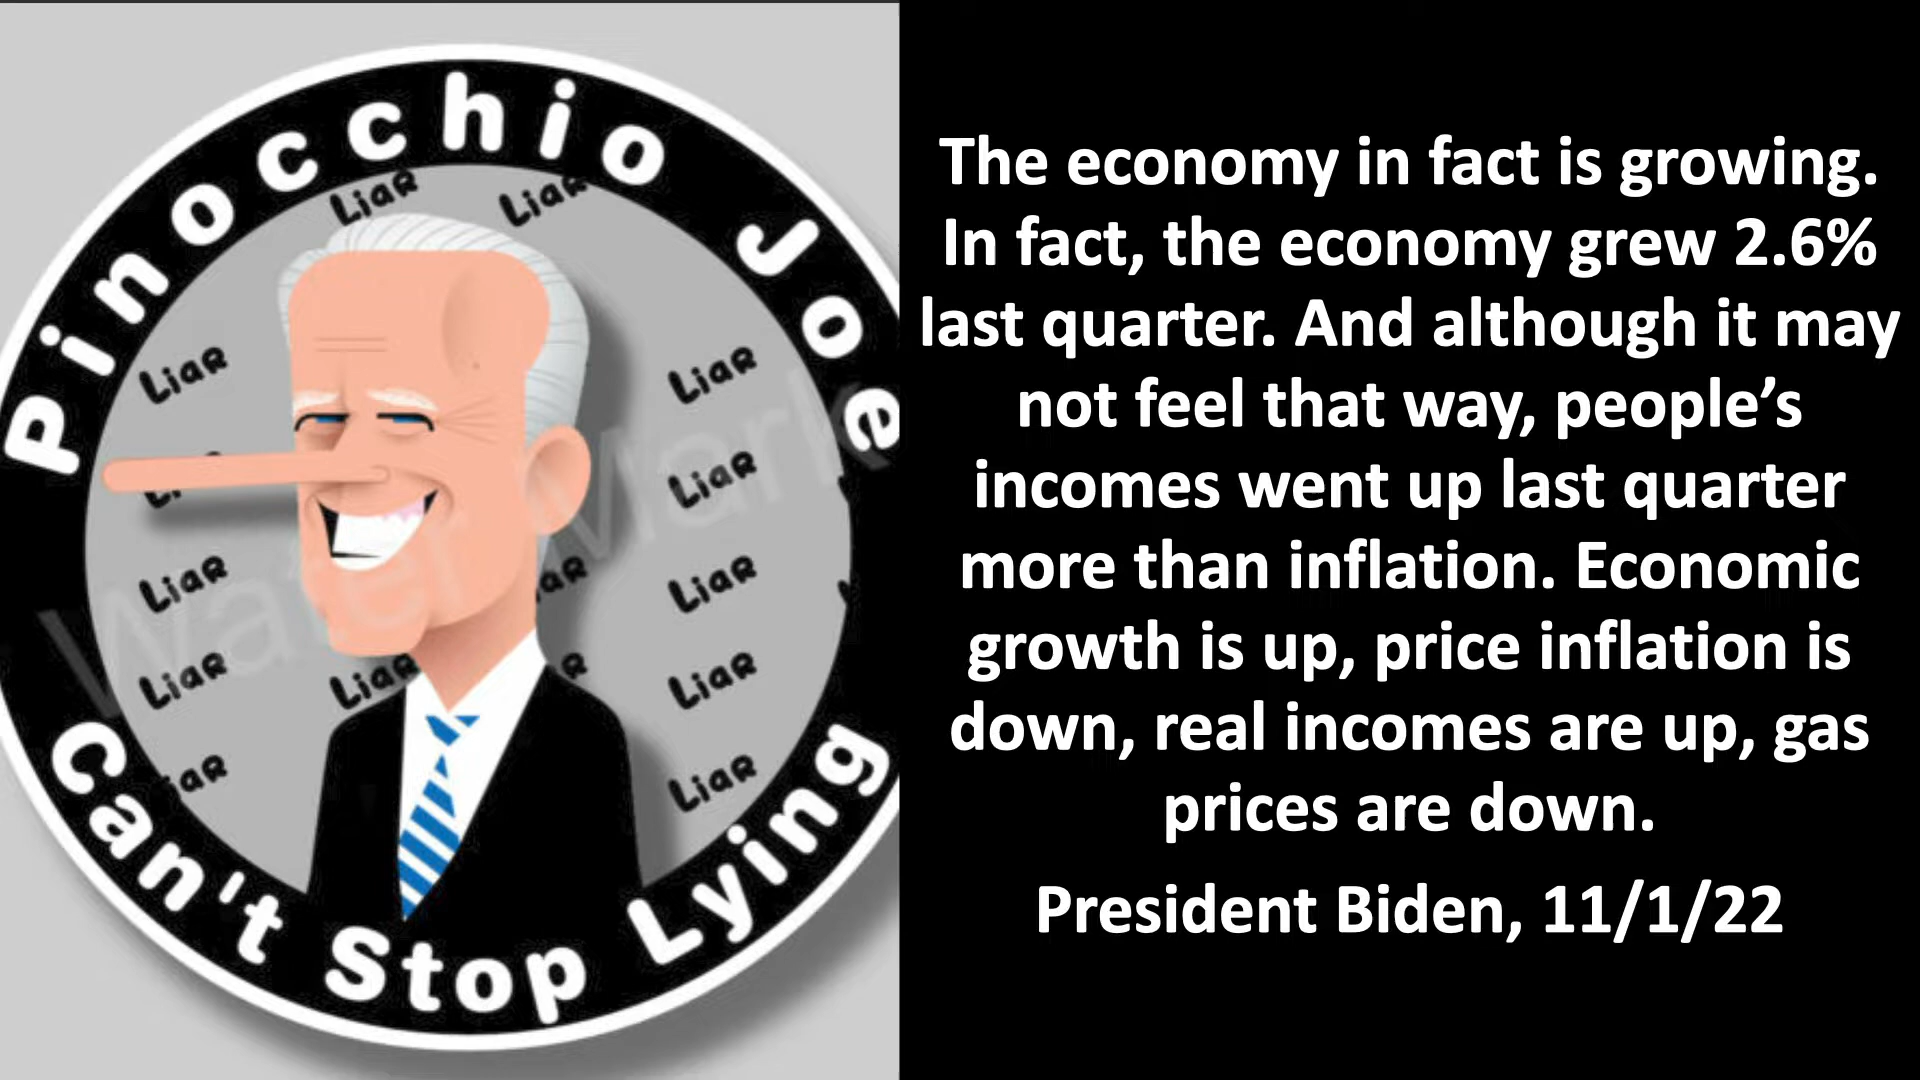 Pinocchio Joe
Liar Liar
Liar Liar
Liar
Liar Liar
Liar Liar Liar
Liar
Can't Stop Lying
Water Mark
The economy in fact is growing.
In fact, the economy grew 2.6%
last quarter. And although it may
not feel that way, people’s
incomes went up last quarter
more than inflation. Economic
growth is up, price inflation is
down, real incomes are up, gas
prices are down.
President Biden, 11/1/22